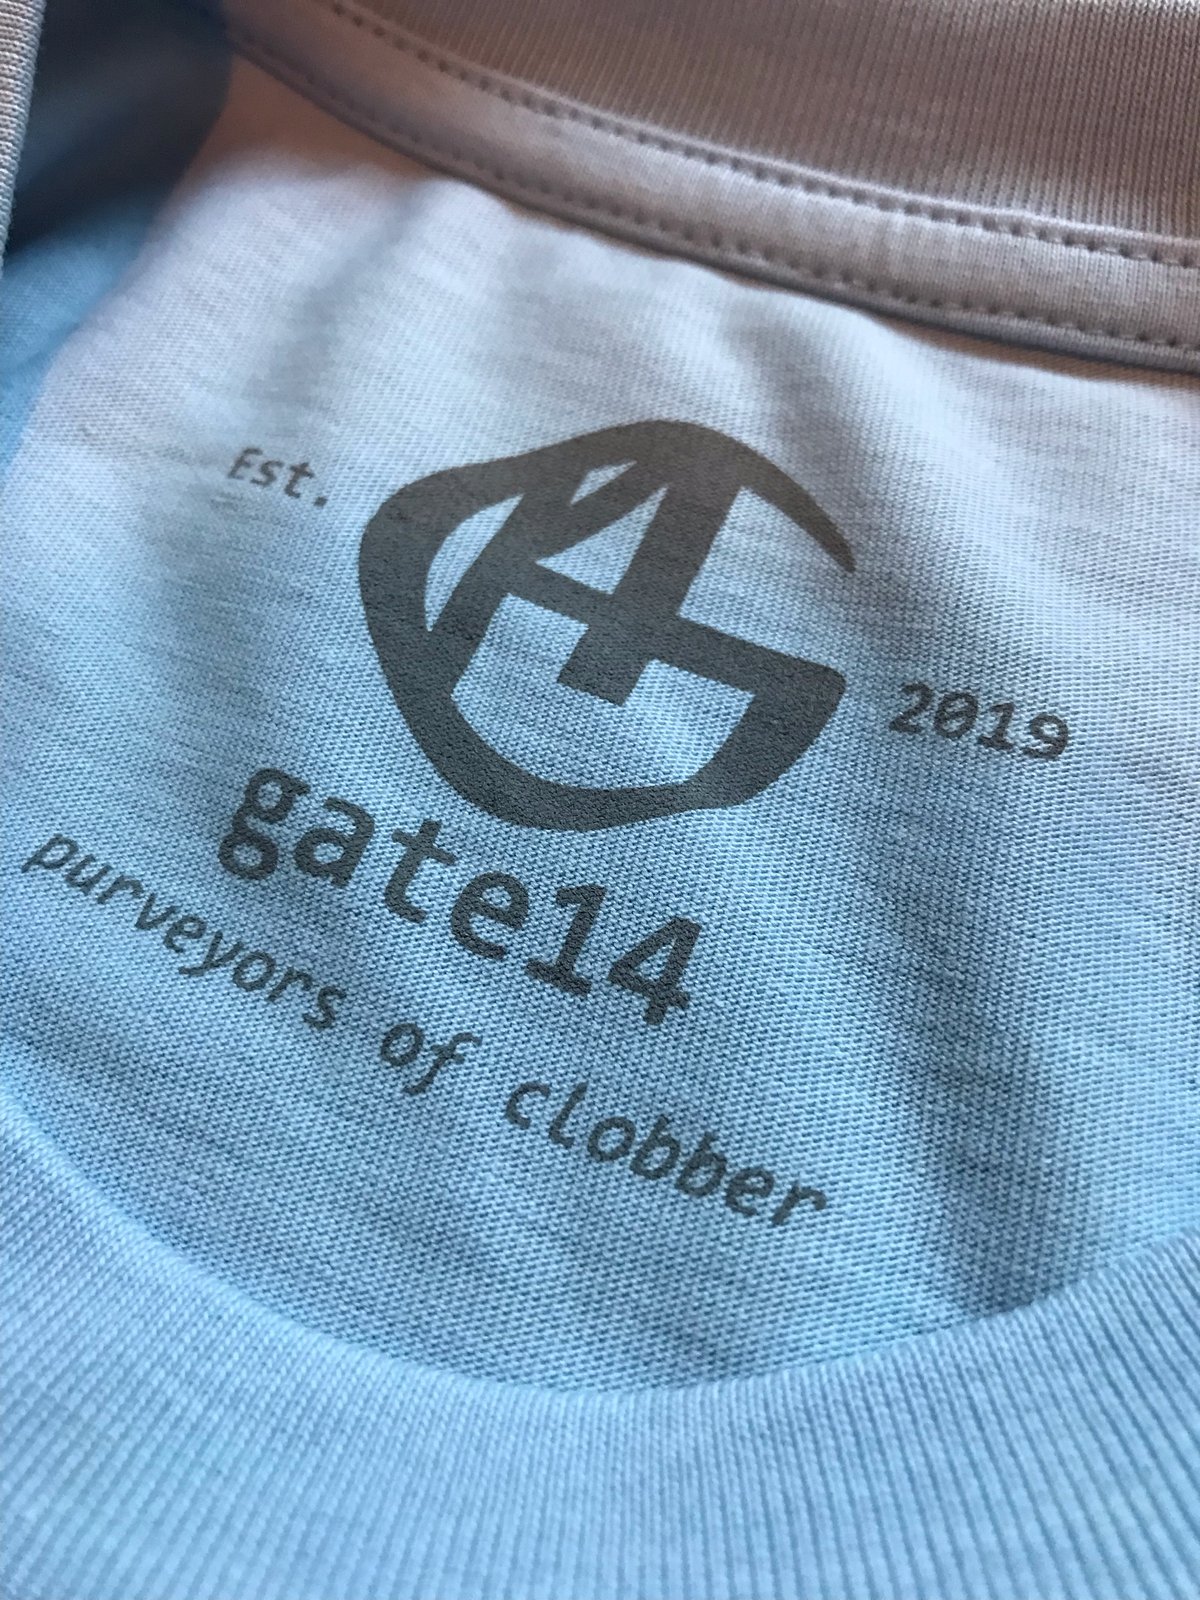 Est.
2019
gate14
purveyors of clobber